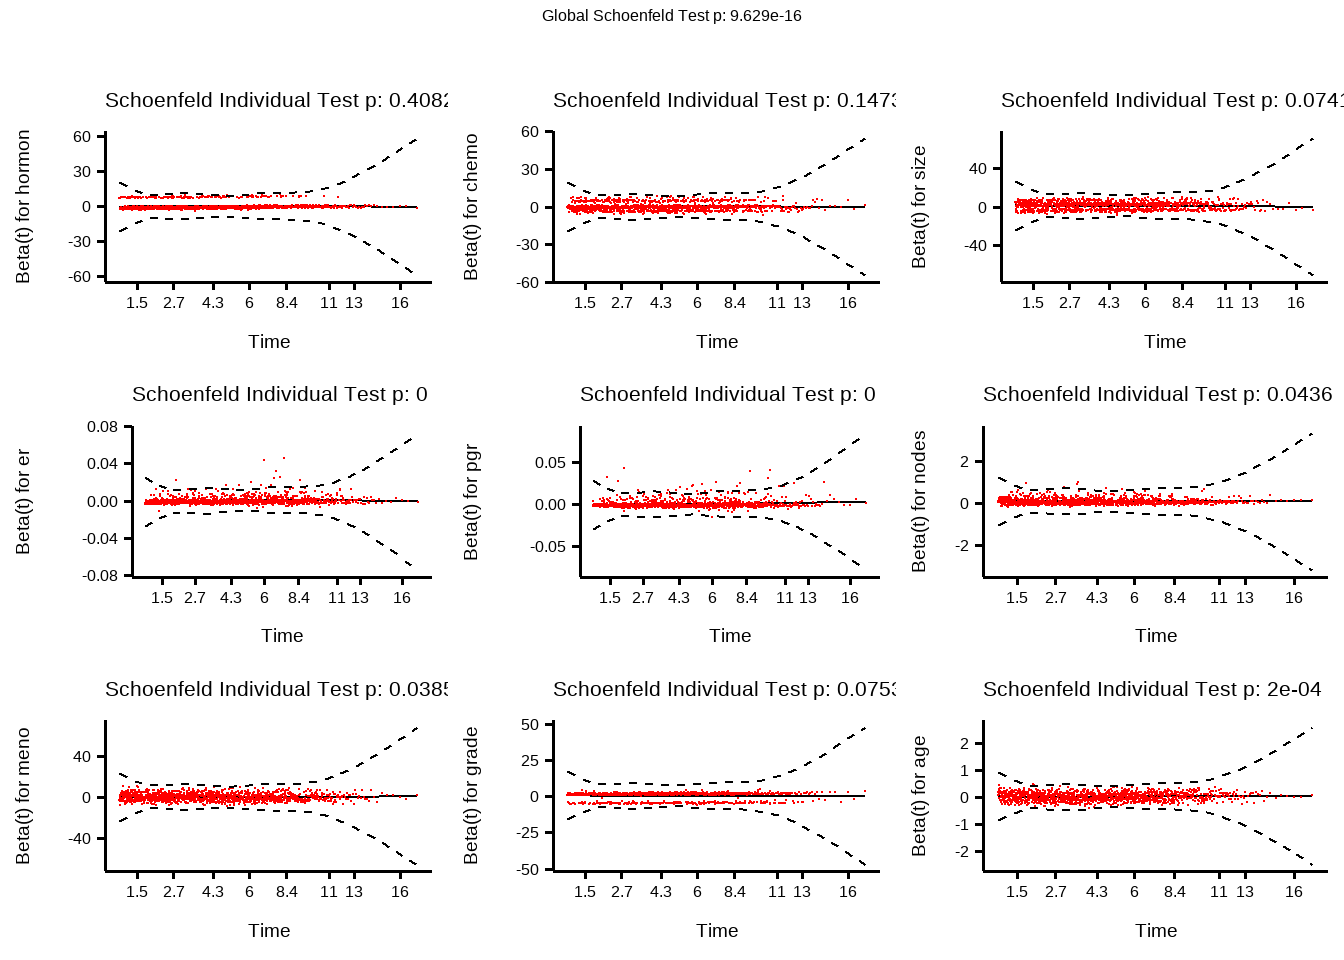 Global Schoenfeld Test p: 9.629e-16
Schoenfeld Individual Test p: 0.4082
Beta(t) for hormon
60
30
0
-30
-60
1.5 2.7 4.3 6 8.4 11 13 16
Time
Schoenfeld Individual Test p: 0.1473
Beta(t) for chemo
60
30
0
-30
-60
1.5 2.7 4.3 6 8.4 11 13 16
Time
Schoenfeld Individual Test p: 0.0741
Beta(t) for size
40
0
-40
1.5 2.7 4.3 6 8.4 11 13 16
Time
Schoenfeld Individual Test p: 0
Beta(t) for er
0.08
0.04
0.00
-0.04
-0.08
1.5 2.7 4.3 6 8.4 11 13 16
Time
Schoenfeld Individual Test p: 0
Beta(t) for pgr
0.05
0.00
-0.05
1.5 2.7 4.3 6 8.4 11 13 16
Time
Schoenfeld Individual Test p: 0.0436
Beta(t) for nodes
2
0
-2
1.5 2.7 4.3 6 8.4 11 13 16
Time
Schoenfeld Individual Test p: 0.0385
Beta(t) for meno
40
0
-40
1.5 2.7 4.3 6 8.4 11 13 16
Time
Schoenfeld Individual Test p: 0.0753
Beta(t) for grade
50
25
0
-25
-50
1.5 2.7 4.3 6 8.4 11 13 16
Time
Schoenfeld Individual Test p: 2e-04
Beta(t) for age
2
1
0
-1
-2
1.5 2.7 4.3 6 8.4 11 13 16
Time